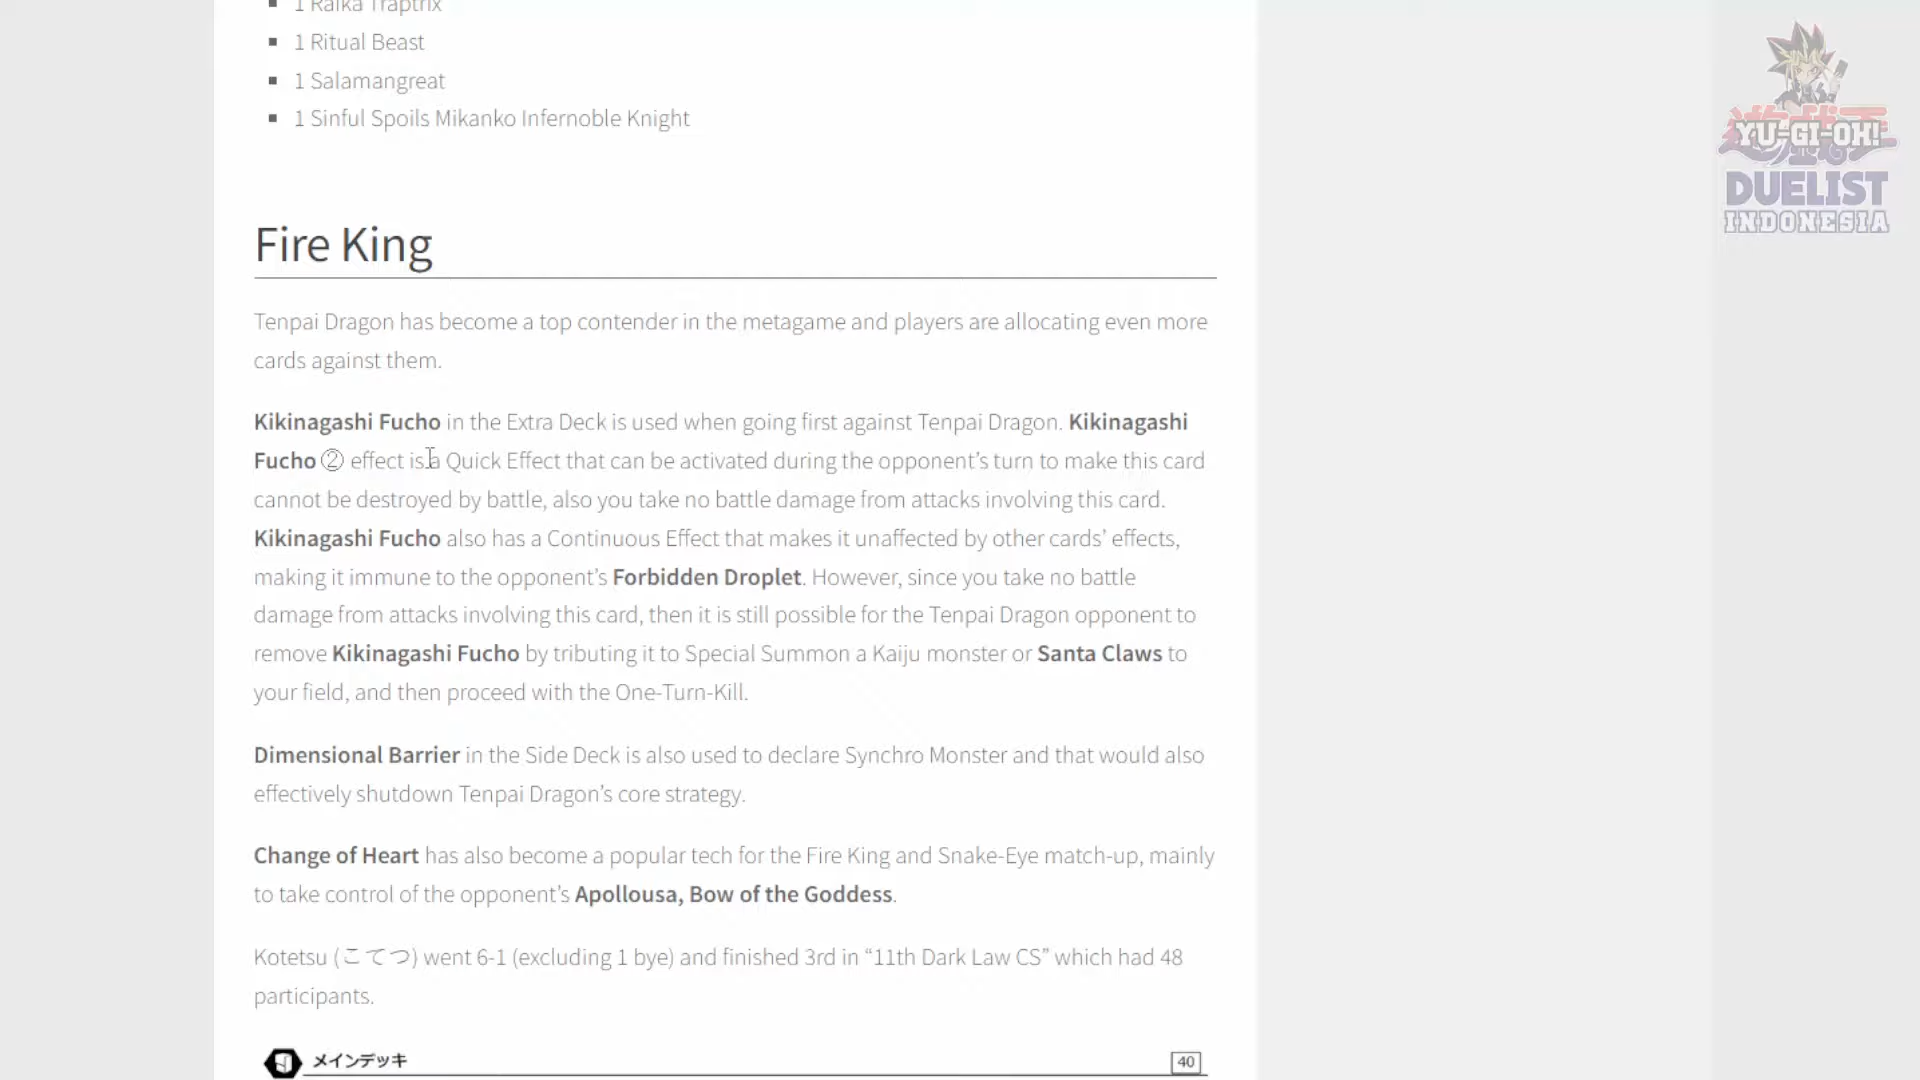 1 Raika Traptrix
1 Ritual Beast
1 Salamangreat
1 Sinful Spoils Mikanko Infernoble Knight
遊戯王
YU-GI-OH!
DUELIST
INDONESIA
Fire King
Tenpai Dragon has become a top contender in the metagame and players are allocating even more
cards against them.
Kikinagashi Fucho in the Extra Deck is used when going first against Tenpai Dragon. Kikinagashi
Fucho ② effect is a Quick Effect that can be activated during the opponent’s turn to make this card
cannot be destroyed by battle, also you take no battle damage from attacks involving this card.
Kikinagashi Fucho also has a Continuous Effect that makes it unaffected by other cards’ effects,
making it immune to the opponent’s Forbidden Droplet. However, since you take no battle
damage from attacks involving this card, then it is still possible for the Tenpai Dragon opponent to
remove Kikinagashi Fucho by tributing it to Special Summon a Kaiju monster or Santa Claws to
your field, and then proceed with the One-Turn-Kill.
Dimensional Barrier in the Side Deck is also used to declare Synchro Monster and that would also
effectively shutdown Tenpai Dragon’s core strategy.
Change of Heart has also become a popular tech for the Fire King and Snake-Eye match-up, mainly
to take control of the opponent’s Apollousa, Bow of the Goddess.
Kotetsu (こてつ) went 6-1 (excluding 1 bye) and finished 3rd in “11th Dark Law CS” which had 48
participants.
メインデッキ 40